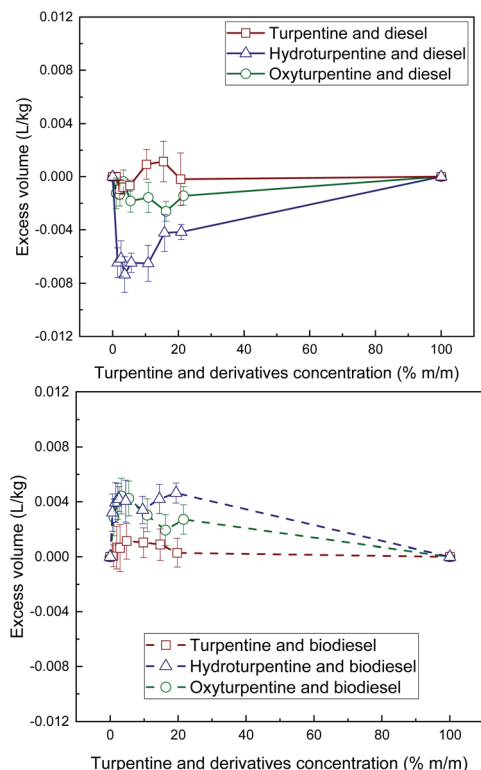 0.012
0.008
0.004
0.000
-0.004
-0.008
-0.012
Excess volume (L/kg)
Turpentine and diesel
Hydroturpentine and diesel
Oxyturpentine and diesel
0 20 40 60 80 100
Turpentine and derivatives concentration (% m/m)
0.012
0.008
0.004
0.000
-0.004
-0.008
-0.012
Excess volume (L/kg)
Turpentine and biodiesel
Hydroturpentine and biodiesel
Oxyturpentine and biodiesel
0 20 40 60 80 100
Turpentine and derivatives concentration (% m/m)